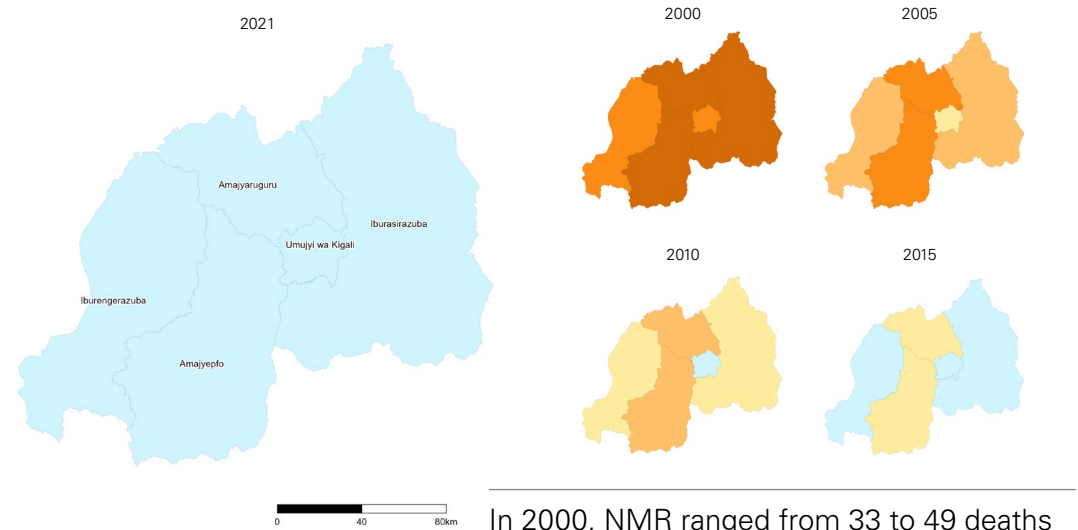 2021
2000
2005
Amajyaruguru
Iburasirazuba
Umujyi wa Kigali
Iburengerazuba
Amajyepfo
2010
2015
0 40 80km
In 2000, NMR ranged from 33 to 49 deaths